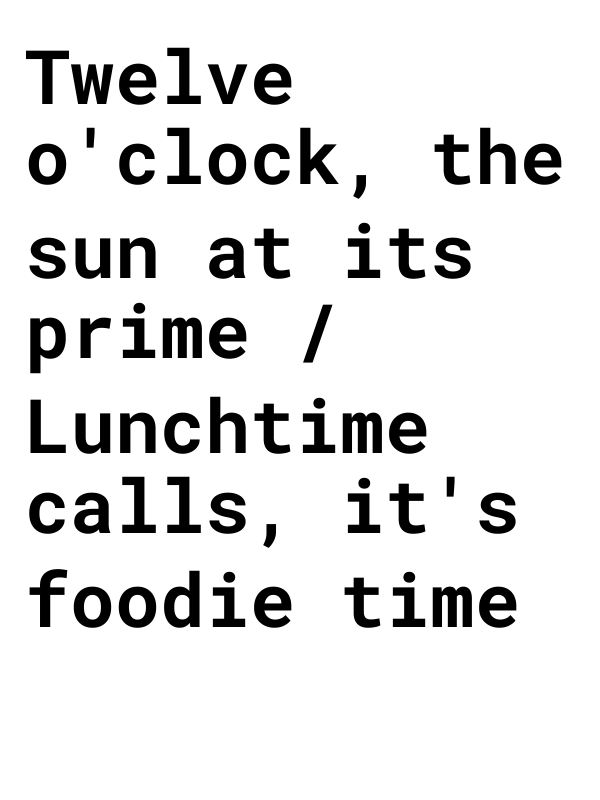 Twelve
o'clock, the
sun at its
prime /
Lunchtime
calls, it's
foodie time